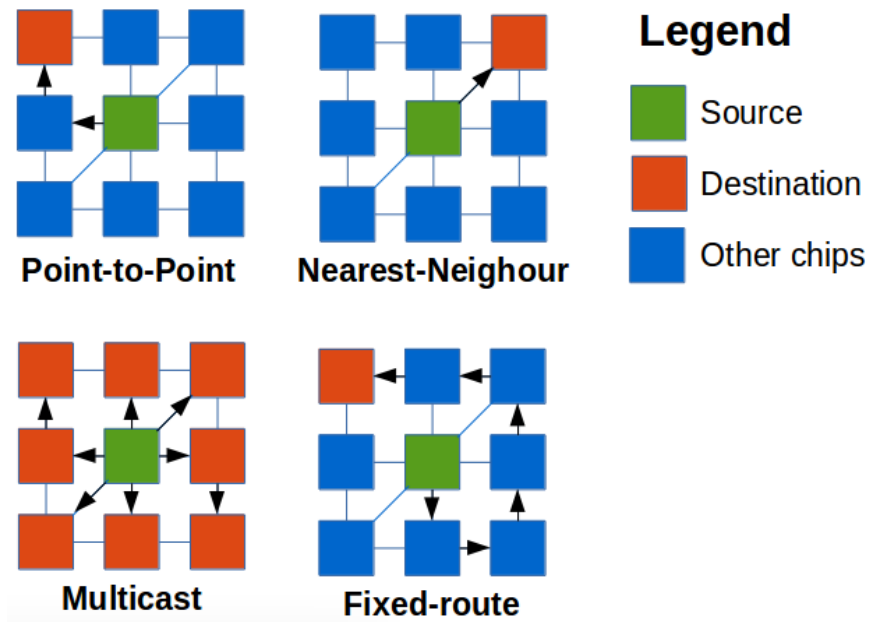 Legend
Source
Destination
Other chips
Point-to-Point
Nearest-Neighour
Multicast
Fixed-route